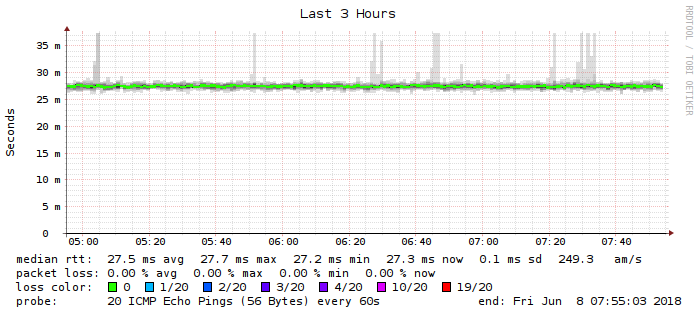 Last 3 Hours
RRDTOOL / TOBI OETIKER
Seconds
35 m
30 m
25 m
20 m
15 m
10 m
5 m
0
05:00 05:20 05:40 06:00 06:20 06:40 07:00 07:20 07:40
median rtt: 27.5 ms avg 27.7 ms max 27.2 ms min 27.3 ms now 0.1 ms sd 249.3 am/s
packet loss: 0.00 % avg 0.00 % max 0.00 % min 0.00 % now
loss color: 0 1/20 2/20 3/20 4/20 10/20 19/20
probe: 20 ICMP Echo Pings (56 Bytes) every 60s end: Fri Jun 8 07:55:03 2018